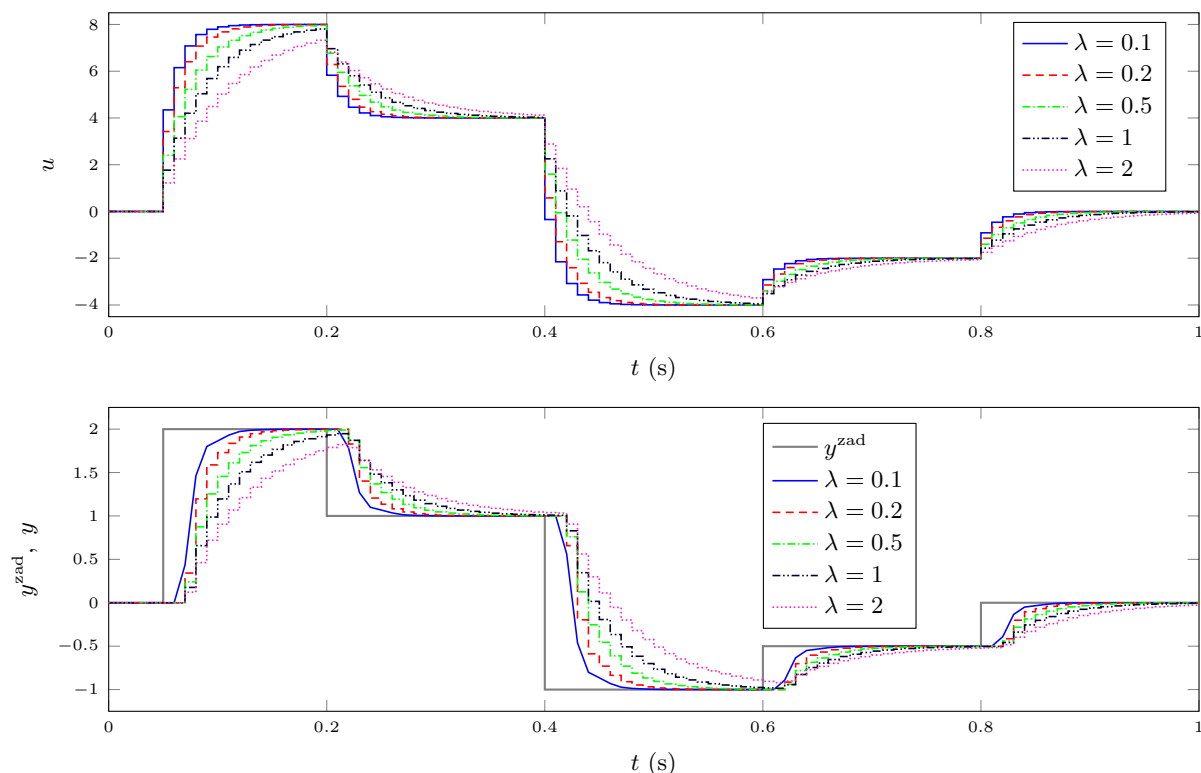 8
6
4
2
0
−2
−4
u
0
0.2
0.4
0.6
0.8
1
t (s)
λ = 0.1
λ = 0.2
λ = 0.5
λ = 1
λ = 2
2
1.5
1
0.5
0
−0.5
−1
y^zad , y
0
0.2
0.4
0.6
0.8
1
t (s)
y^zad
λ = 0.1
λ = 0.2
λ = 0.5
λ = 1
λ = 2